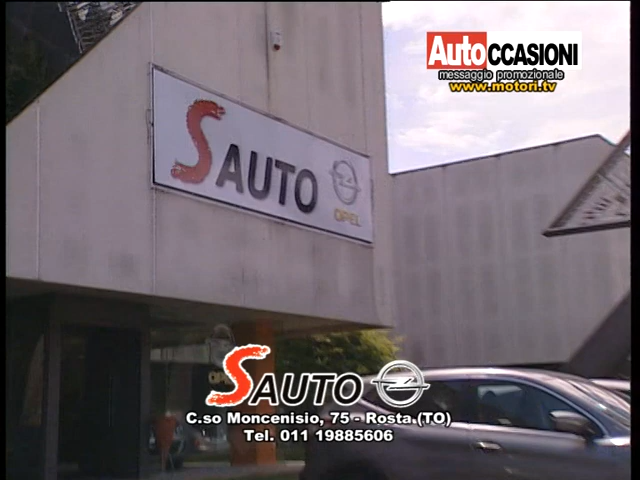 AutoCCASIONI
messaggio promozionale
www.motori.tv
SAUTO
OPEL
SAUTO
C.so Moncenisio, 75 - Rosta (TO)
Tel. 011 19885606